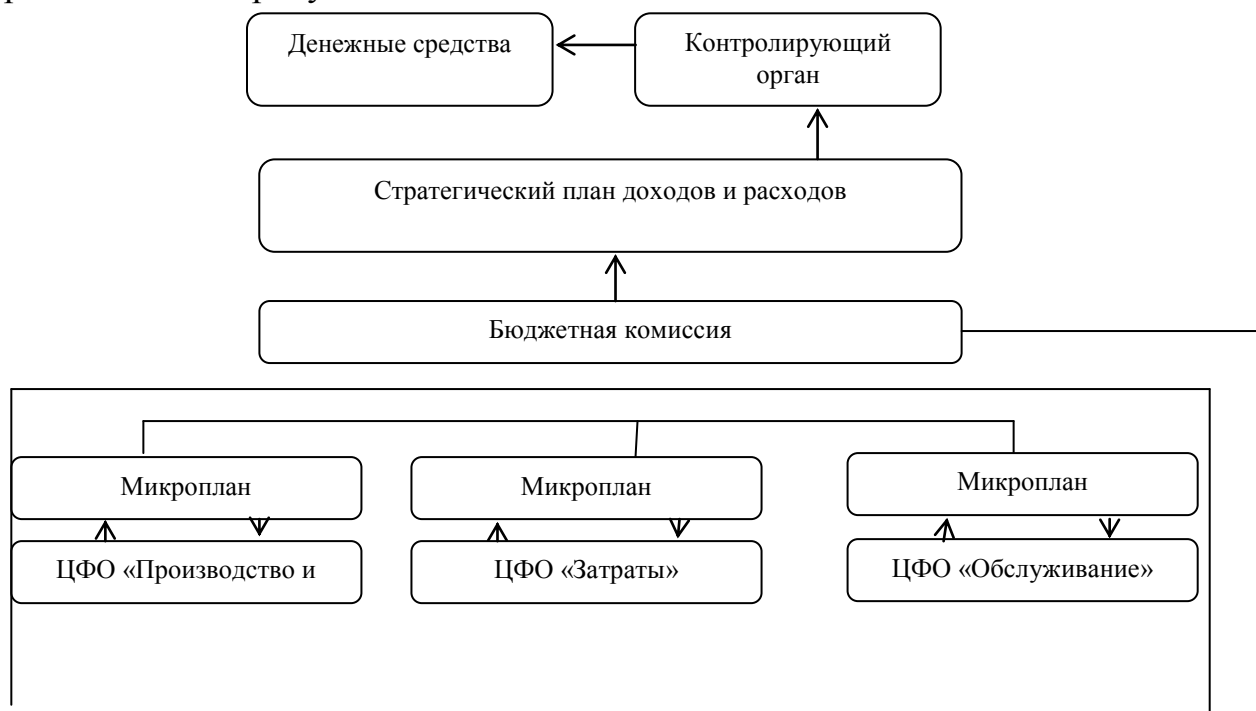 Денежные средства
Контролирующий
орган
Стратегический план доходов и расходов
Бюджетная комиссия
Микроплан
Микроплан
Микроплан
ЦФО «Производство и
ЦФО «Затраты»
ЦФО «Обслуживание»